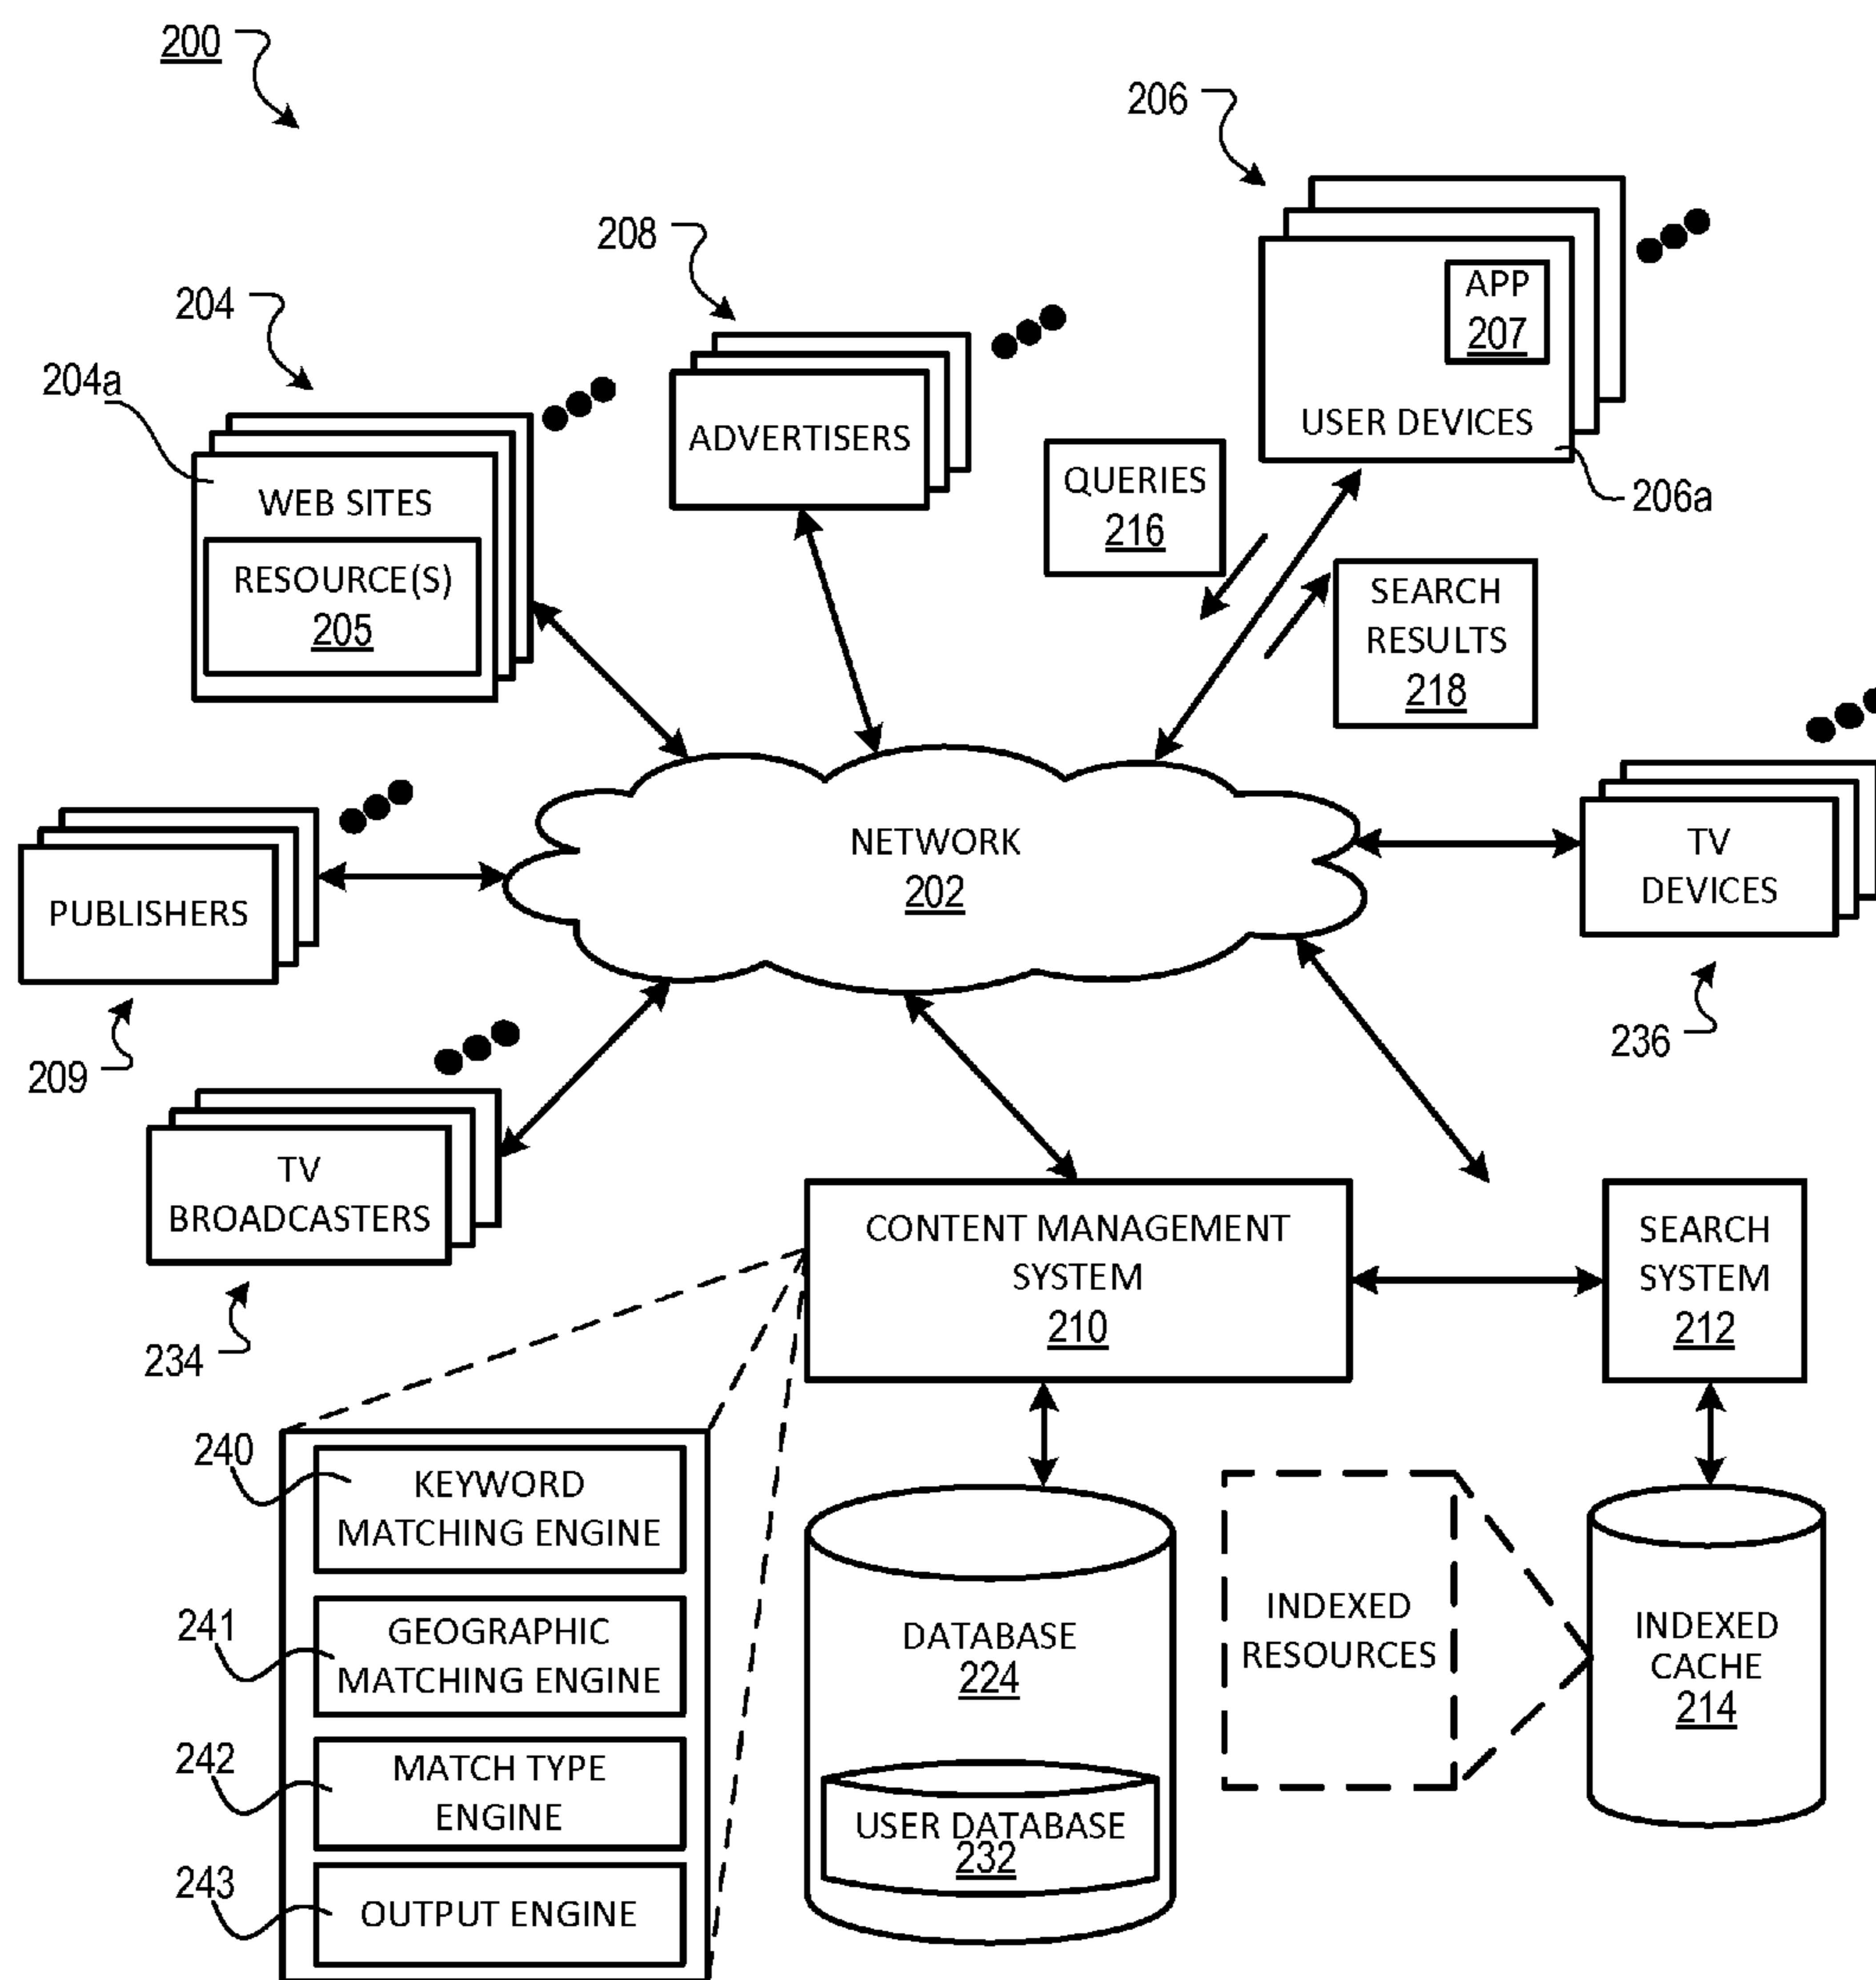 200
206
208
APP
207
204
204a
ADVERTISERS
USER DEVICES
QUERIES
216
206a
WEB SITES
RESOURCE(S)
205
SEARCH
RESULTS
218
NETWORK
202
TV
DEVICES
PUBLISHERS
236
209
TV
BROADCASTERS
234
CONTENT MANAGEMENT
SYSTEM
210
SEARCH
SYSTEM
212
240
KEYWORD
MATCHING ENGINE
241
GEOGRAPHIC
MATCHING ENGINE
242
MATCH TYPE
ENGINE
243
OUTPUT ENGINE
DATABASE
224
USER DATABASE
232
INDEXED
RESOURCES
INDEXED
CACHE
214